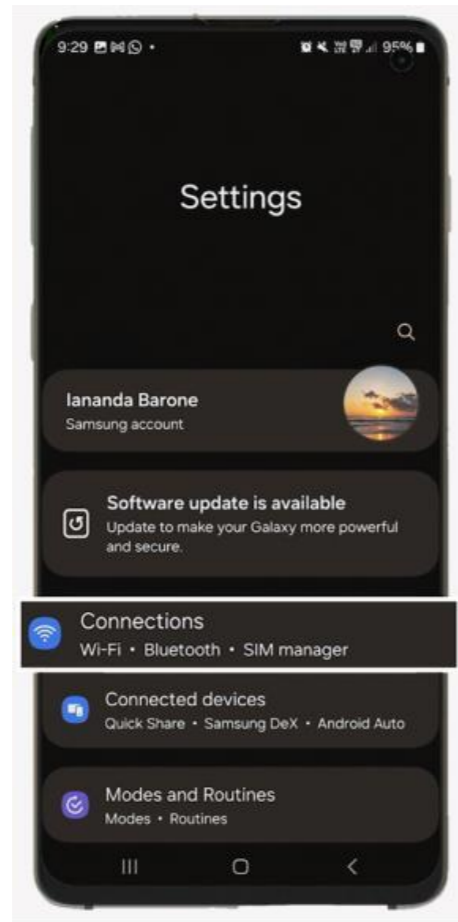 9:29
95%
Settings
Iananda Barone
Samsung account
Software update is available
Update to make your Galaxy more powerful
and secure.
Connections
Wi-Fi • Bluetooth • SIM manager
Connected devices
Quick Share • Samsung DeX • Android Auto
Modes and Routines
Modes • Routines